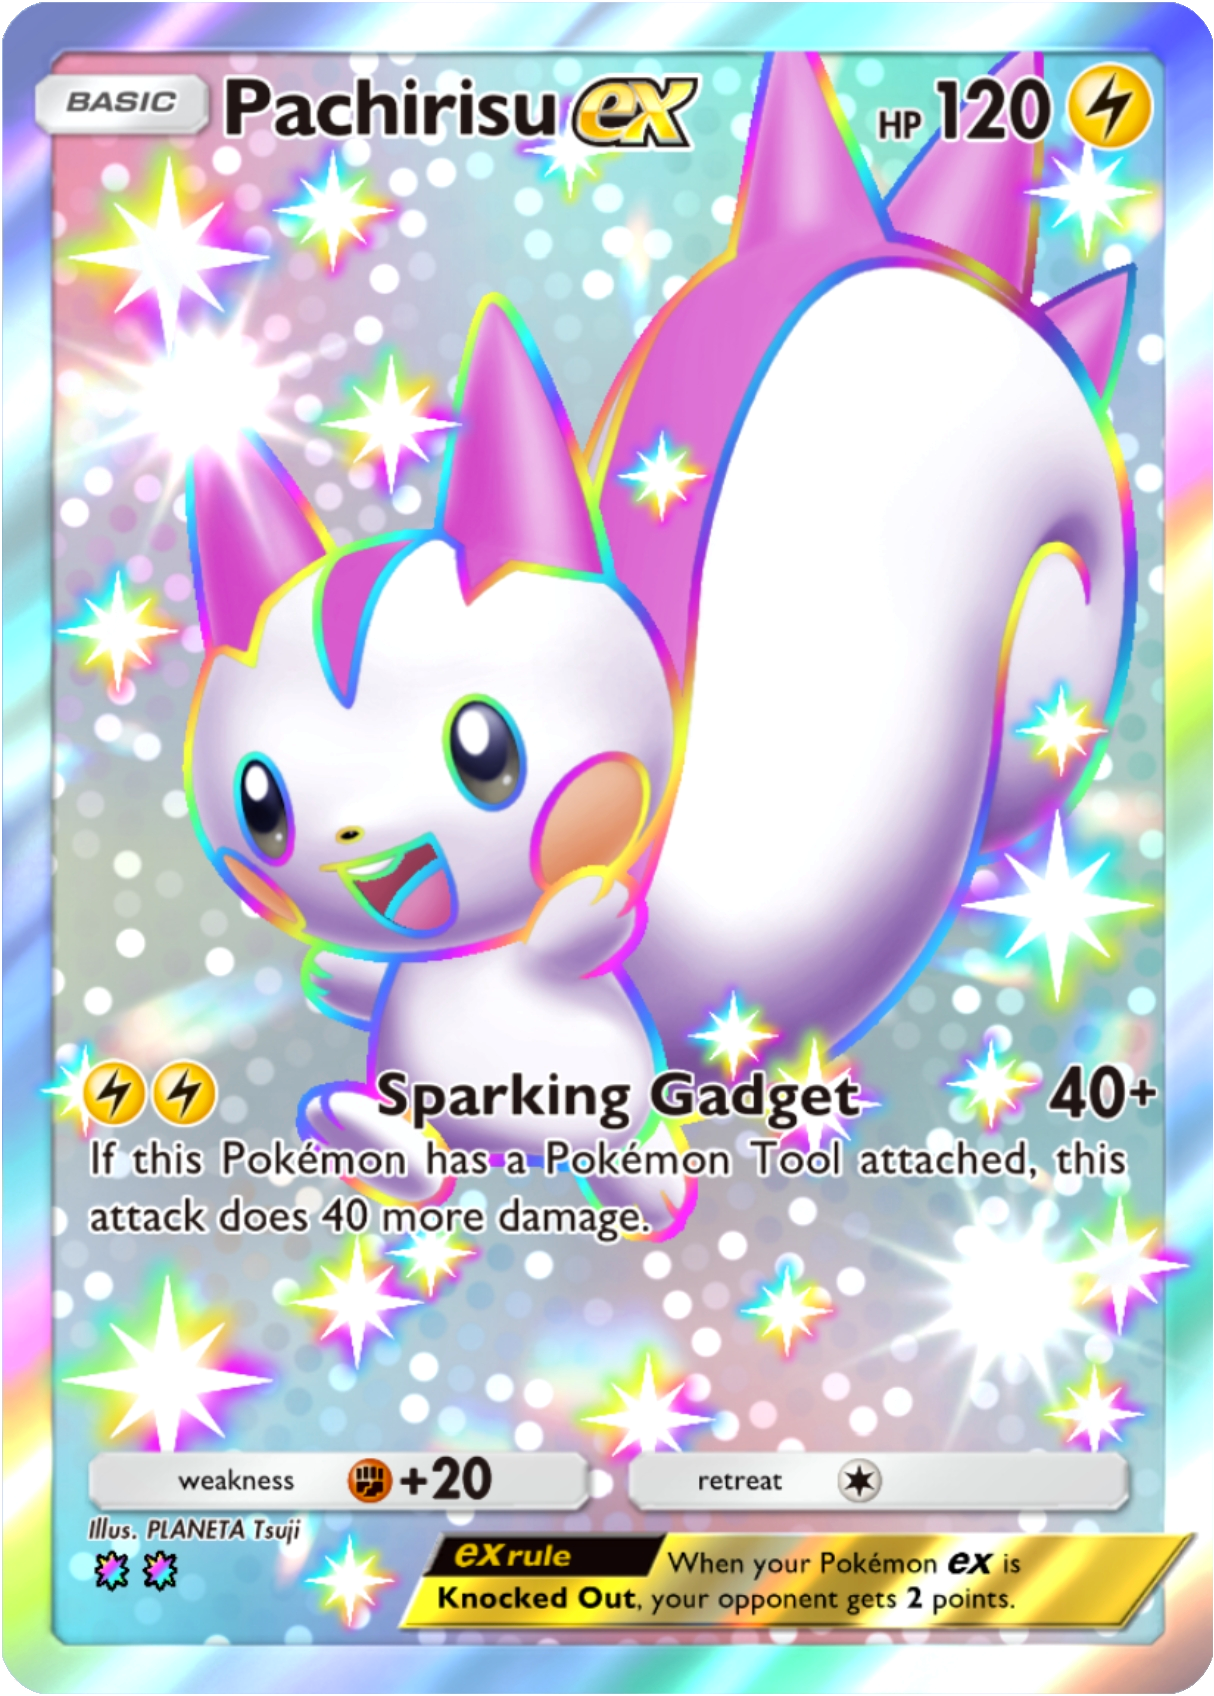 BASIC Pachirisu ex HP 120
Sparking Gadget 40+
If this Pokémon has a Pokémon Tool attached, this
attack does 40 more damage.
weakness +20 retreat
Illus. PLANETA Tsuji
ex rule When your Pokémon ex is
Knocked Out, your opponent gets 2 points.